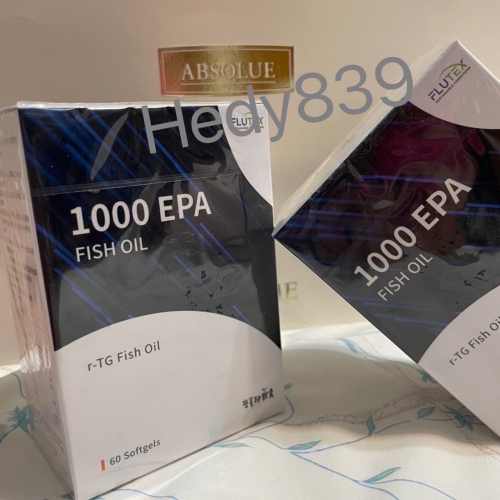 ABSOLUE
Hedy839
FLUTEX
1000 EPA
FISH OIL
r-TG Fish Oil
60 Softgels
FLUTEX
1000 EPA
FISH OIL
r-TG Fish Oil